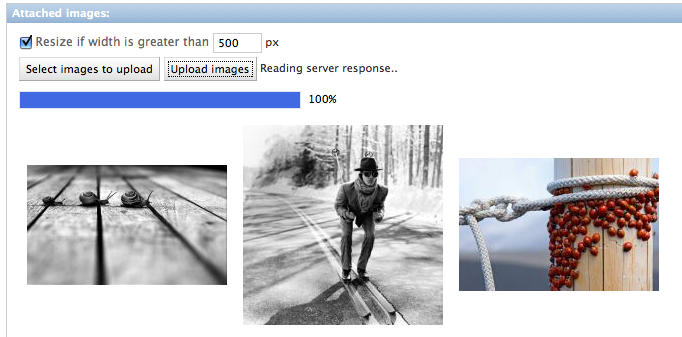 Attached images:
Resize if width is greater than 500 px
Select images to upload Upload images Reading server response..
100%